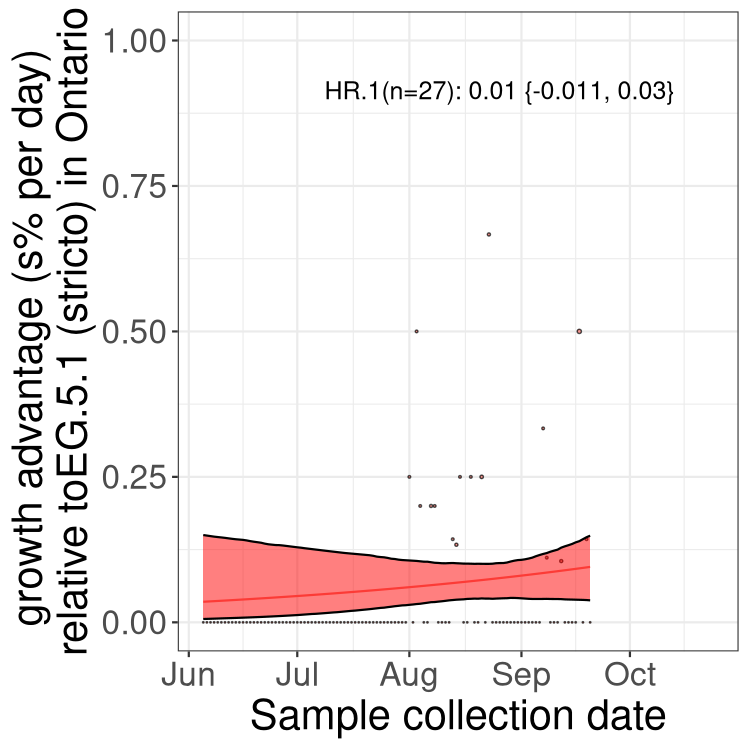 growth advantage (s% per day)
relative toEG.5.1 (stricto) in Ontario
1.00
0.75
0.50
0.25
0.00
HR.1(n=27): 0.01 {-0.011, 0.03}
Jun Jul Aug Sep Oct
Sample collection date